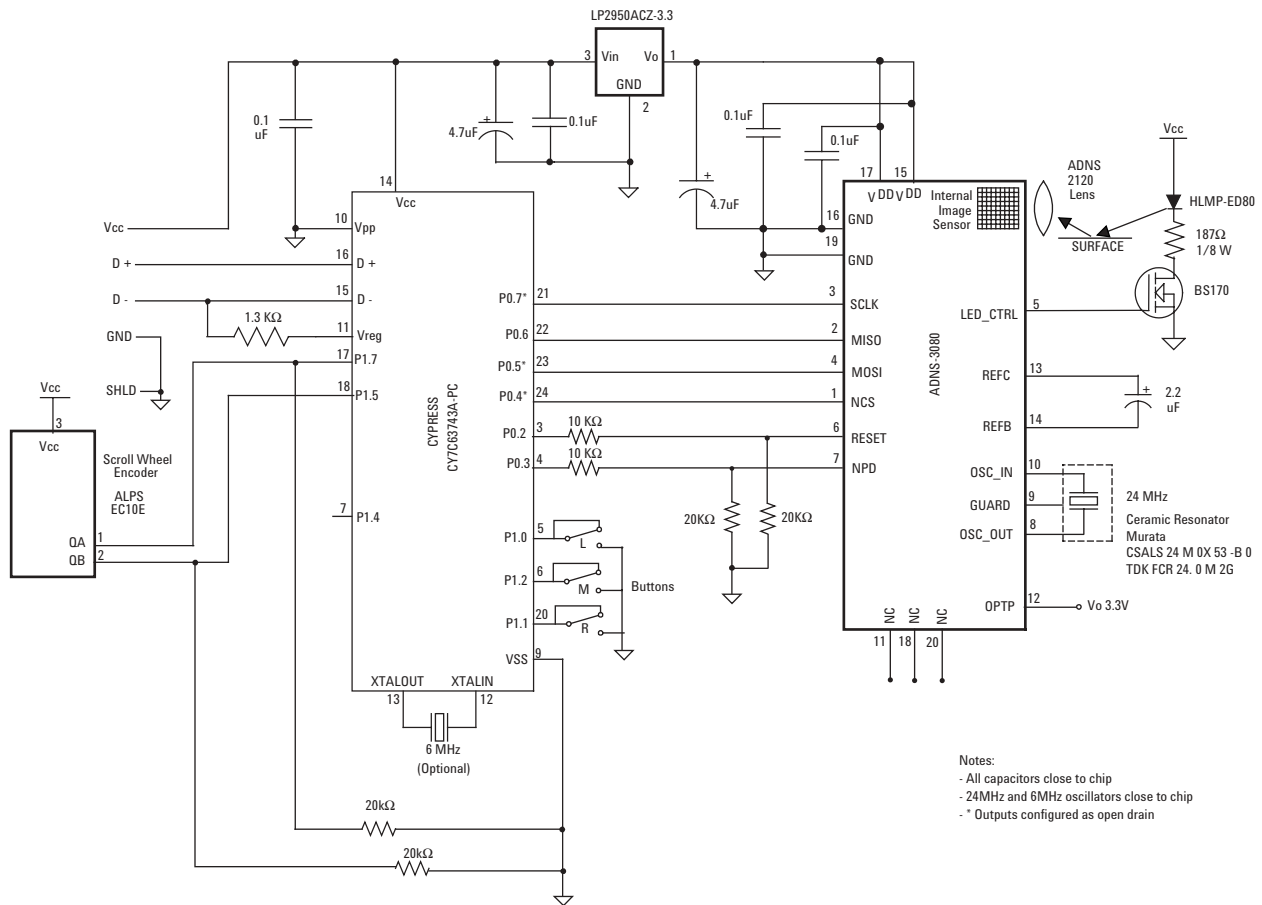 LP2950ACZ-3.3
3 Vin Vo 1
GND
2
0.1
uF
4.7uF
0.1uF
0.1uF
0.1uF
4.7uF
14
Vcc
Vcc
10 Vpp
D +
16 D +
D -
15 D -
1.3 KΩ
11 Vreg
GND
17 P1.7
SHLD
18 P1.5
Vcc
3
Vcc
Scroll Wheel
Encoder
ALPS
EC10E
QA 1
QB 2
7 P1.4
CYPRESS
CY7C63743A-PC
P0.7* 21
P0.6 22
P0.5* 23
P0.4* 24
P0.2 3
10 KΩ
P0.3 4
10 KΩ
20KΩ
20KΩ
P1.0 5
L
P1.2 6
M
Buttons
P1.1 20
R
VSS 9
XTALOUT XTALIN
13 12
6 MHz
(Optional)
20kΩ
20kΩ
17 15
VDD VDD
Internal
Image
Sensor
16 GND
19
GND
3
SCLK
2
MISO
4
MOSI
1
NCS
6
RESET
7
NPD
ADNS-3080
ADNS
2120
Lens
SURFACE
Vcc
HLMP-ED80
187Ω
1/8 W
BS170
5
LED_CTRL
13
REFC
14
REFB
2.2
uF
10
OSC_IN
9
GUARD
8
OSC_OUT
24 MHz
Ceramic Resonator
Murata
CSALS 24 M 0X 53 -B 0
TDK FCR 24. 0 M 2G
12
OPTP
Vo 3.3V
NC NC NC
11 18 20
Notes:
- All capacitors close to chip
- 24MHz and 6MHz oscillators close to chip
- * Outputs configured as open drain